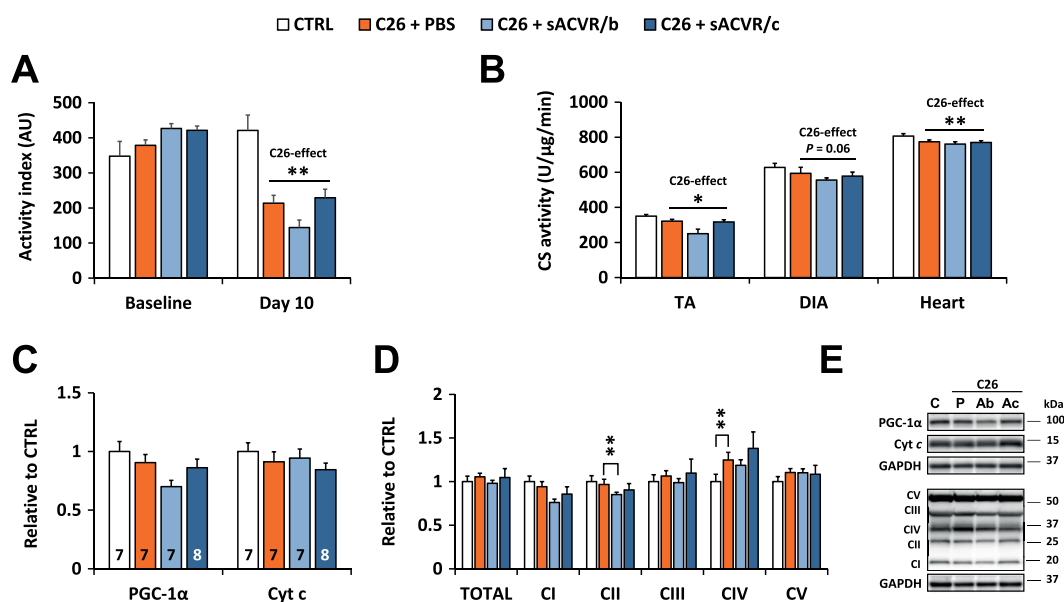 CTRL C26 + PBS C26 + sACVR/b C26 + sACVR/c
A
Activity index (AU)
500
400
300
200
100
0
C26-effect
**
Baseline Day 10
B
CS avtivity (U/µg/min)
1000
800
600
400
200
0
C26-effect
*
C26-effect
P = 0.06
C26-effect
**
TA DIA Heart
C
Relative to CTRL
1.5
1
0.5
0
7 7 7 8 7 7 7 8
PGC-1α Cyt c
D
Relative to CTRL
2
1.5
1
0.5
0
**
**
TOTAL CI CII CIII CIV CV
E
C26
C P Ab Ac kDa
PGC-1α 100
Cyt c 15
GAPDH 37
CV 50
CIII
CIV 37
CII 25
CI 20
GAPDH 37